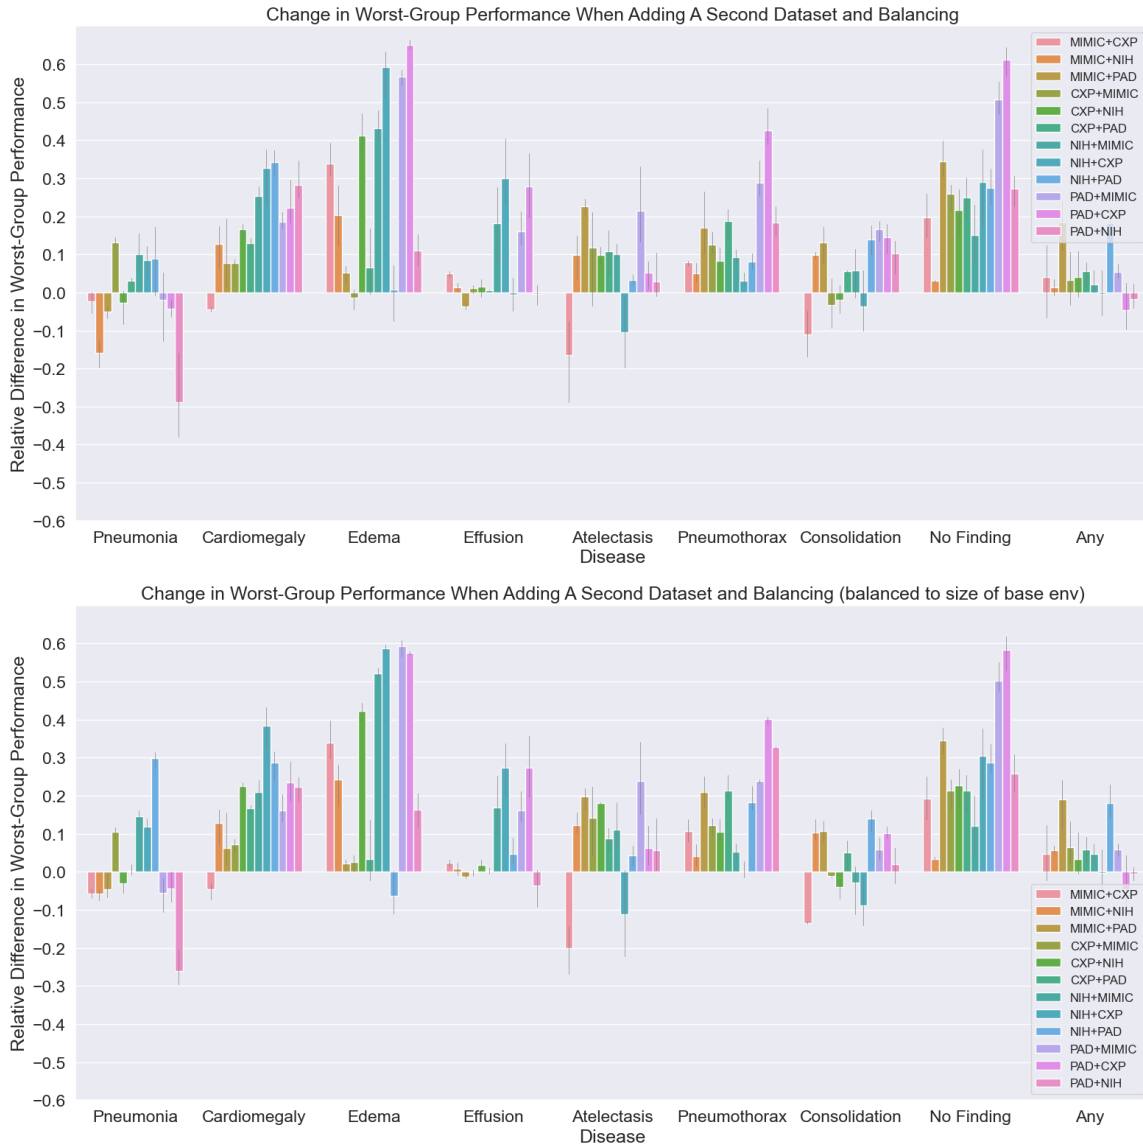 Change in Worst-Group Performance When Adding A Second Dataset and Balancing
Relative Difference in Worst-Group Performance
0.6
0.5
0.4
0.3
0.2
0.1
0.0
−0.1
−0.2
−0.3
−0.4
−0.5
−0.6
MIMIC+CXP
MIMIC+NIH
MIMIC+PAD
CXP+MIMIC
CXP+NIH
CXP+PAD
NIH+MIMIC
NIH+CXP
NIH+PAD
PAD+MIMIC
PAD+CXP
PAD+NIH
Pneumonia Cardiomegaly Edema Effusion Atelectasis Pneumothorax Consolidation No Finding Any
Disease
Change in Worst-Group Performance When Adding A Second Dataset and Balancing (balanced to size of base env)
Relative Difference in Worst-Group Performance
0.6
0.5
0.4
0.3
0.2
0.1
0.0
−0.1
−0.2
−0.3
−0.4
−0.5
−0.6
MIMIC+CXP
MIMIC+NIH
MIMIC+PAD
CXP+MIMIC
CXP+NIH
CXP+PAD
NIH+MIMIC
NIH+CXP
NIH+PAD
PAD+MIMIC
PAD+CXP
PAD+NIH
Pneumonia Cardiomegaly Edema Effusion Atelectasis Pneumothorax Consolidation No Finding Any
Disease